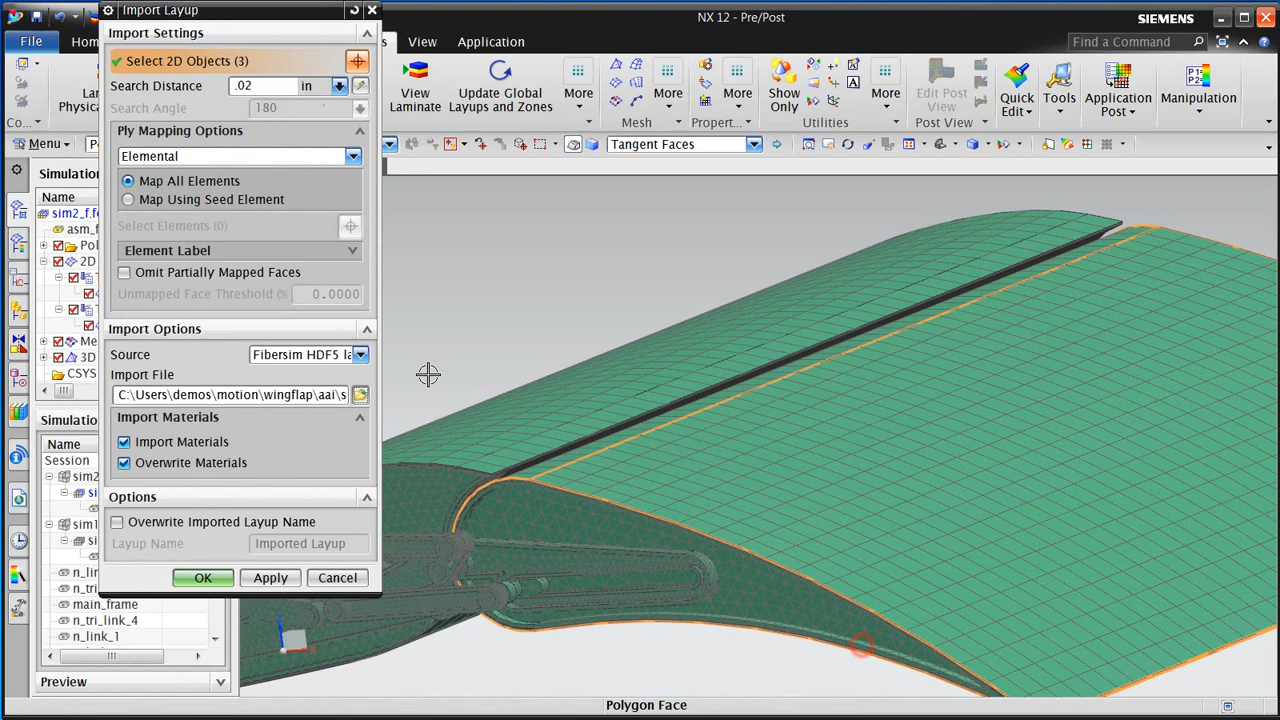 Import Layup
NX 12 - Pre/Post
SIEMENS
File
View
Application
Find a Command
Import Settings
Select 2D Objects (3)
Search Distance
.02
in
Search Angle
180
Ply Mapping Options
Elemental
Map All Elements
Map Using Seed Element
Select Elements (0)
Element Label
Omit Partially Mapped Faces
Unmapped Face Threshold (%
0.0000
Import Options
Source
Fibersim HDF5 la
Import File
C:\Users\demos\motion\wingflap\aai\s
Import Materials
Import Materials
Overwrite Materials
Options
Overwrite Imported Layup Name
Layup Name
Imported Layup
OK
Apply
Cancel
View
Laminate
Update Global
Layups and Zones
More
More
More
Show
Only
More
Edit Post
View
Quick
Edit
Tools
Application
Post
Manipulation
Mesh
Propert...
Utilities
Post View
Co...
Menu
Tangent Faces
Name
2D
3D
CSYS
Name
Session
sim2
sim1
main_frame
n_tri_link_4
n_link_1
Preview
Polygon Face